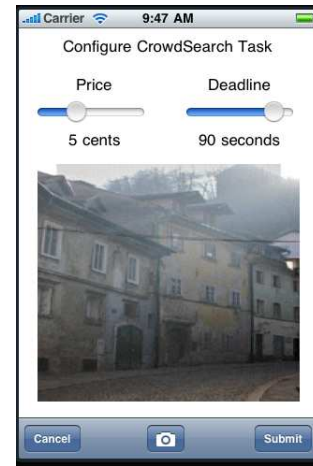 Carrier 9:47 AM
Configure CrowdSearch Task
Price Deadline
5 cents 90 seconds
Cancel Submit